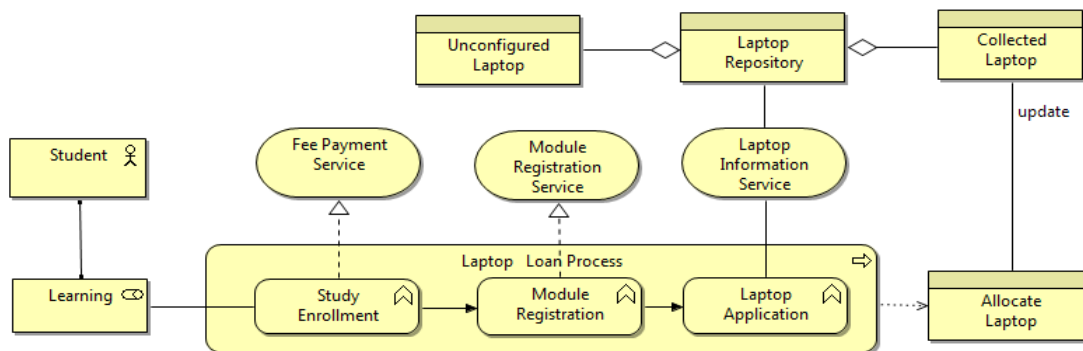 Unconfigured
Laptop
Laptop
Repository
Collected
Laptop
update
Student
Fee Payment
Service
Module
Registration
Service
Laptop
Information
Service
Laptop Loan Process
Learning
Study
Enrollment
Module
Registration
Laptop
Application
Allocate
Laptop